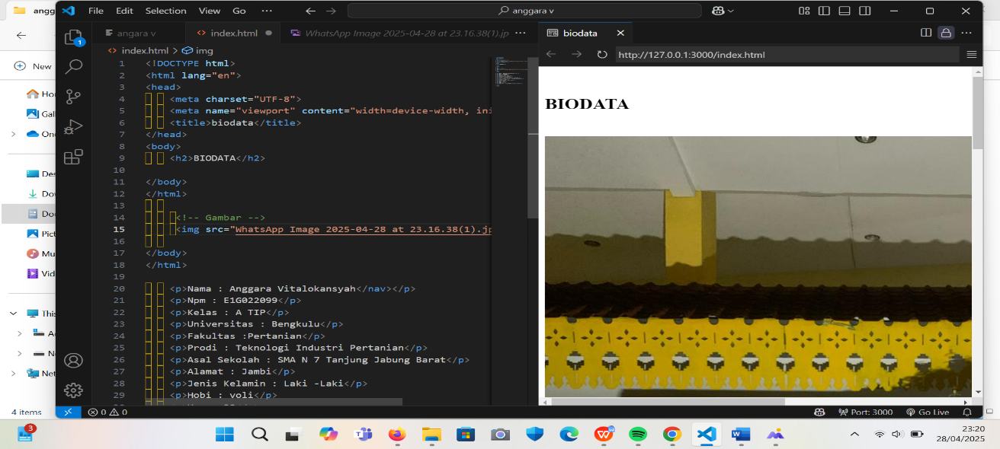 angg
File Edit Selection View Go ···
anggara v
angara v
index.html
WhatsApp Image 2025-04-28 at 23.16.38(1).jp ···
biodata
index.html > img
http://127.0.0.1:3000/index.html
1 <!DOCTYPE html>
2 <html lang="en">
3 <head>
4 <meta charset="UTF-8">
5 <meta name="viewport" content="width=device-width, ini
6 <title>biodata</title>
7 </head>
8 <body>
9 <h2>BIODATA</h2>
10
11 </body>
12 </html>
13
14 <!-- Gambar -->
15 <img src="WhatsApp Image 2025-04-28 at 23.16.38(1).jp
16
17 </body>
18 </html>
19
20 <p>Nama : Anggara Vitalokansyah</nav></p>
21 <p>Npm : E1G022099</p>
22 <p>Kelas : A TIP</p>
23 <p>Universitas : Bengkulu</p>
24 <p>Fakultas :Pertanian</p>
25 <p>Prodi : Teknologi Industri Pertanian</p>
26 <p>Asal Sekolah : SMA N 7 Tanjung Jabung Barat</p>
27 <p>Alamat : Jambi</p>
28 <p>Jenis Kelamin : Laki -Laki</p>
29 <p>Hobi : voli</p>
BIODATA
New
Ho
Gal
On
Des
Dov
Do
Pict
Mu
Vid
This
A
N
Net
4 items
1
0 0
Port: 3000
Go Live
3
23:20
28/04/2025